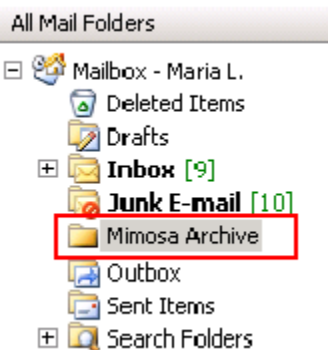 All Mail Folders
Mailbox - Maria L.
Deleted Items
Drafts
Inbox [9]
Junk E-mail [10]
Mimosa Archive
Outbox
Sent Items
Search Folders